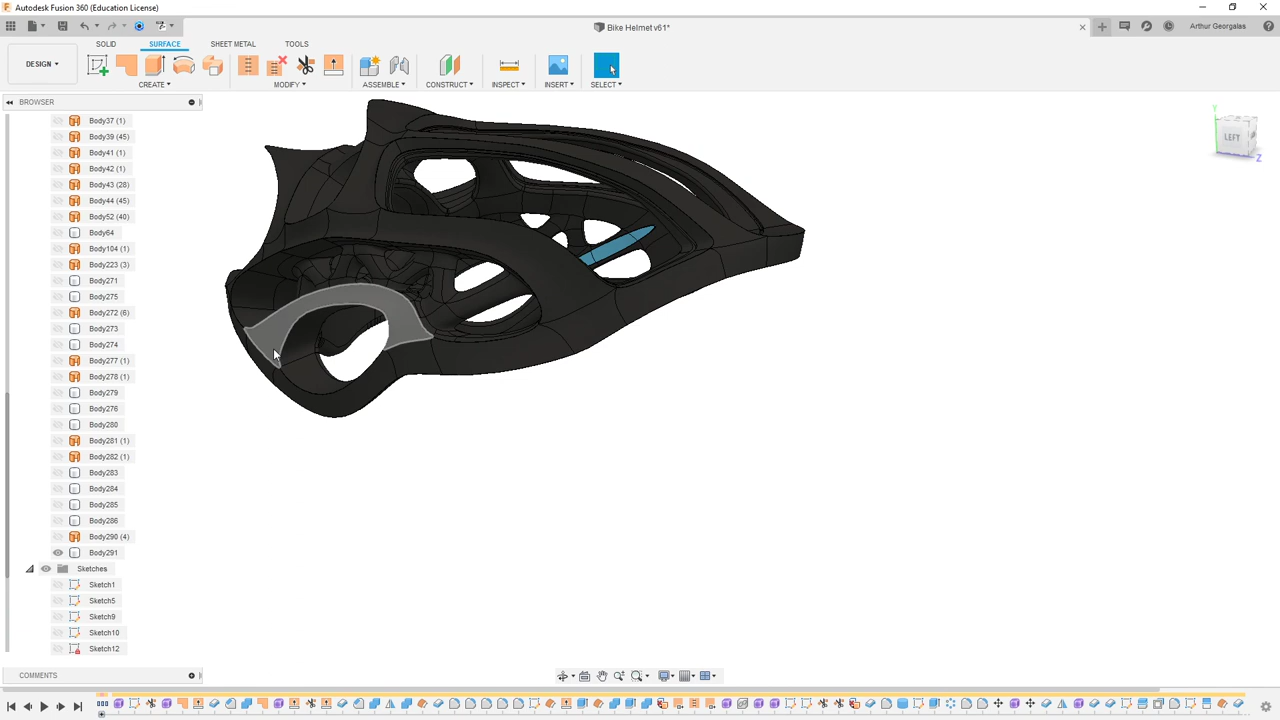 Autodesk Fusion 360 (Education License)
Bike Helmet v61*
Arthur Georgalas
SOLID
SURFACE
SHEET METAL
TOOLS
DESIGN
CREATE
MODIFY
ASSEMBLE
CONSTRUCT
INSPECT
INSERT
SELECT
BROWSER
Body37 (1)
Body39 (45)
Body41 (1)
Body42 (1)
Body43 (28)
Body44 (45)
Body52 (40)
Body64
Body104 (1)
Body223 (3)
Body271
Body275
Body272 (6)
Body273
Body274
Body277 (1)
Body278 (1)
Body279
Body276
Body280
Body281 (1)
Body282 (1)
Body283
Body284
Body285
Body286
Body290 (4)
Body291
Sketches
Sketch1
Sketch5
Sketch9
Sketch10
Sketch12
COMMENTS
Y
LEFT
Z